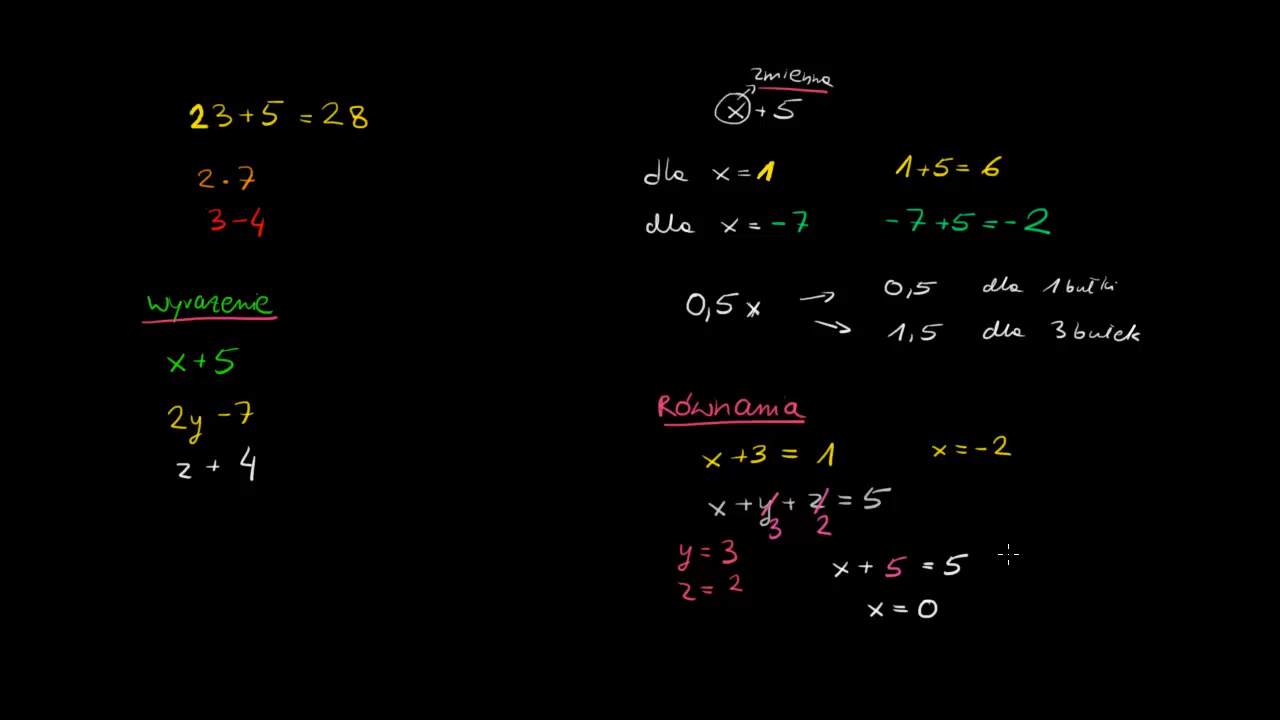 23+5=28
2·7
3-4
wyrażenie
x+5
2y-7
z+4
zmienna
x+5
dla x=1 1+5=6
dla x=-7 -7+5=-2
0,5x
0,5 dla 1 bułki
1,5 dla 3 bułek
Równania
x+3=1 x=-2
x+y+z=5
3 2
y=3
z=2
x+5=5
x=0